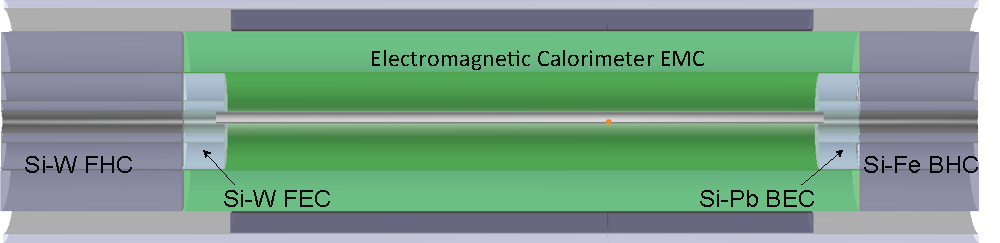 Electromagnetic Calorimeter EMC
Si-W FHC
Si-Fe BHC
Si-W FEC
Si-Pb BEC